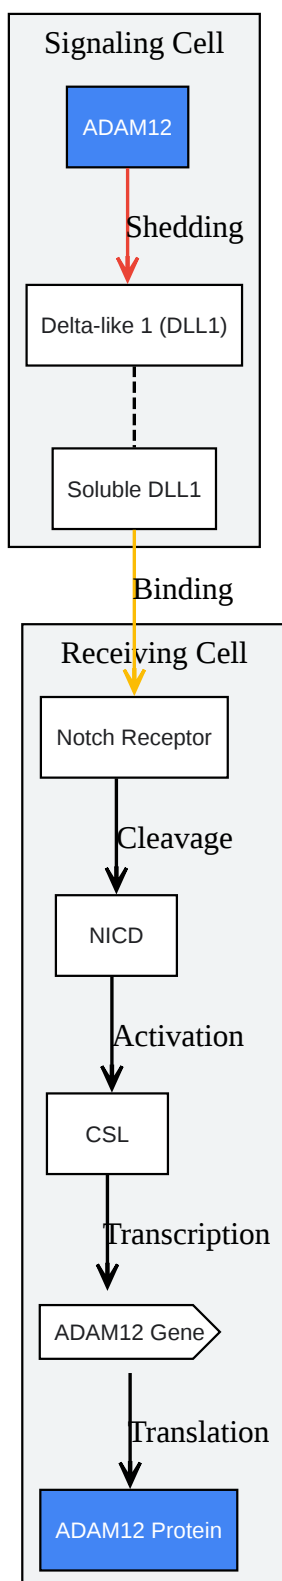 Signaling Cell
ADAM12
Shedding
Delta-like 1 (DLL1)
Soluble DLL1
Binding
Receiving Cell
Notch Receptor
Cleavage
NICD
Activation
CSL
Transcription
ADAM12 Gene
Translation
ADAM12 Protein